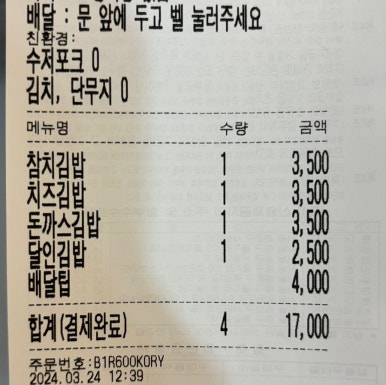 배달 : 문 앞에 두고 벨 눌러주세요
친환경:
수저포크 0
김치, 단무지 0
메뉴명 수량 금액
참치김밥 1 3,500
치즈김밥 1 3,500
돈까스김밥 1 3,500
달인김밥 1 2,500
배달팁 4,000
합계(결제완료) 4 17,000
주문번호:B1R600KORY
2024.03.24 12:39